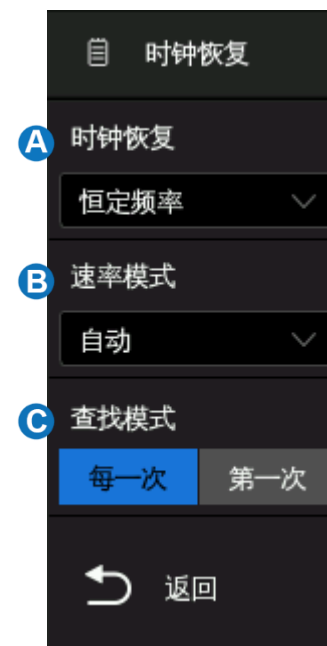 时钟恢复
A 时钟恢复
恒定频率
B 速率模式
自动
C 查找模式
每一次 第一次
返回